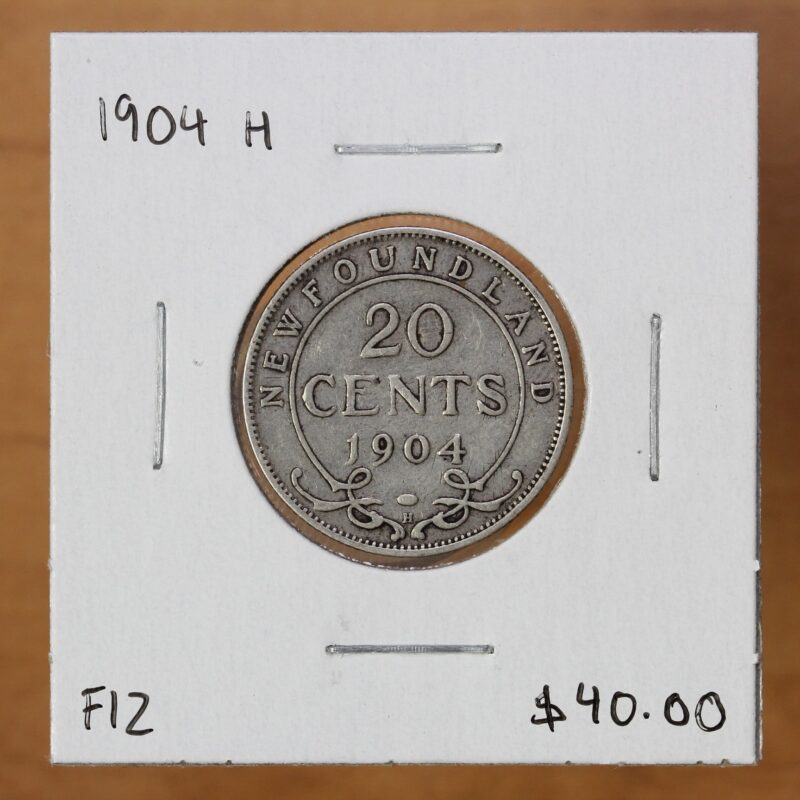 1904 H
NEWFOUNDLAND
20
CENTS
1904
H
F12
$40.00